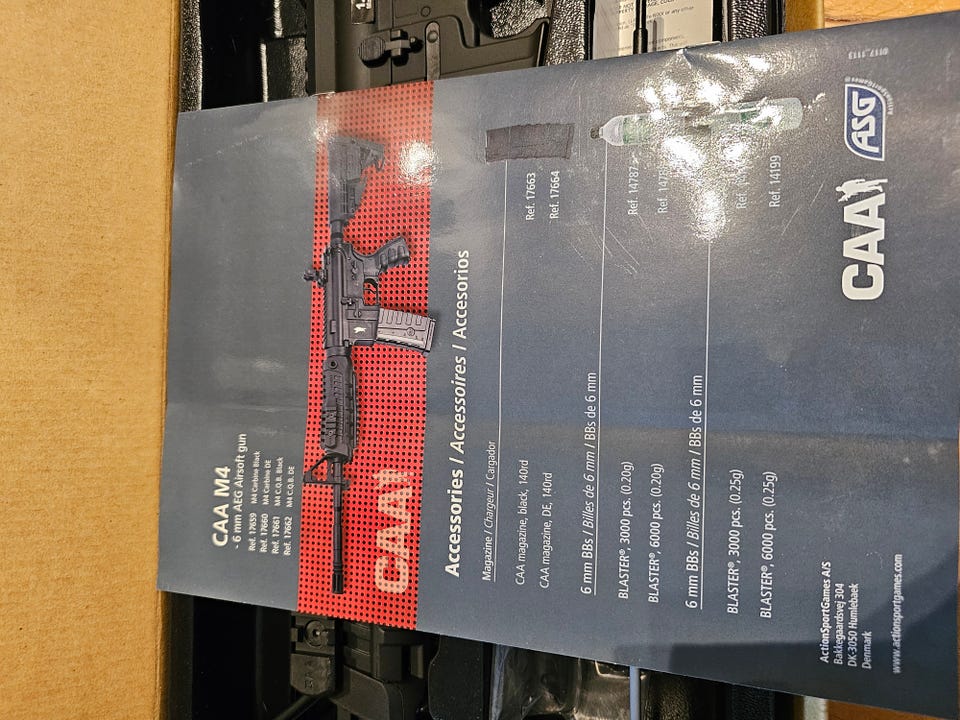 CAA M4
- 6 mm AEG Airsoft gun
Ref. 17659 M4 Carbine Black
Ref. 17660 M4 Carbine DE
Ref. 17661 M4 C.Q.B. Black
Ref. 17662 M4 C.Q.B. DE
CAA
Accessories / Accessoires / Accesorios
Magazine / Chargeur / Cargador
CAA magazine, black, 140rd Ref. 17663
CAA magazine, DE, 140rd Ref. 17664
6 mm BBs / Billes de 6 mm / BBs de 6 mm
BLASTER®, 3000 pcs. (0.20g) Ref. 14787
BLASTER®, 6000 pcs. (0.20g) Ref.
6 mm BBs / Billes de 6 mm / BBs de 6 mm
BLASTER®, 3000 pcs. (0.25g) Ref.
BLASTER®, 6000 pcs. (0.25g) Ref. 14199
ActionSportGames A/S
Bakkegaardsvej 304
DK-3050 Humlebaek
Denmark
www.actionsportgames.com
CAA
ASG
ActionSportGames®